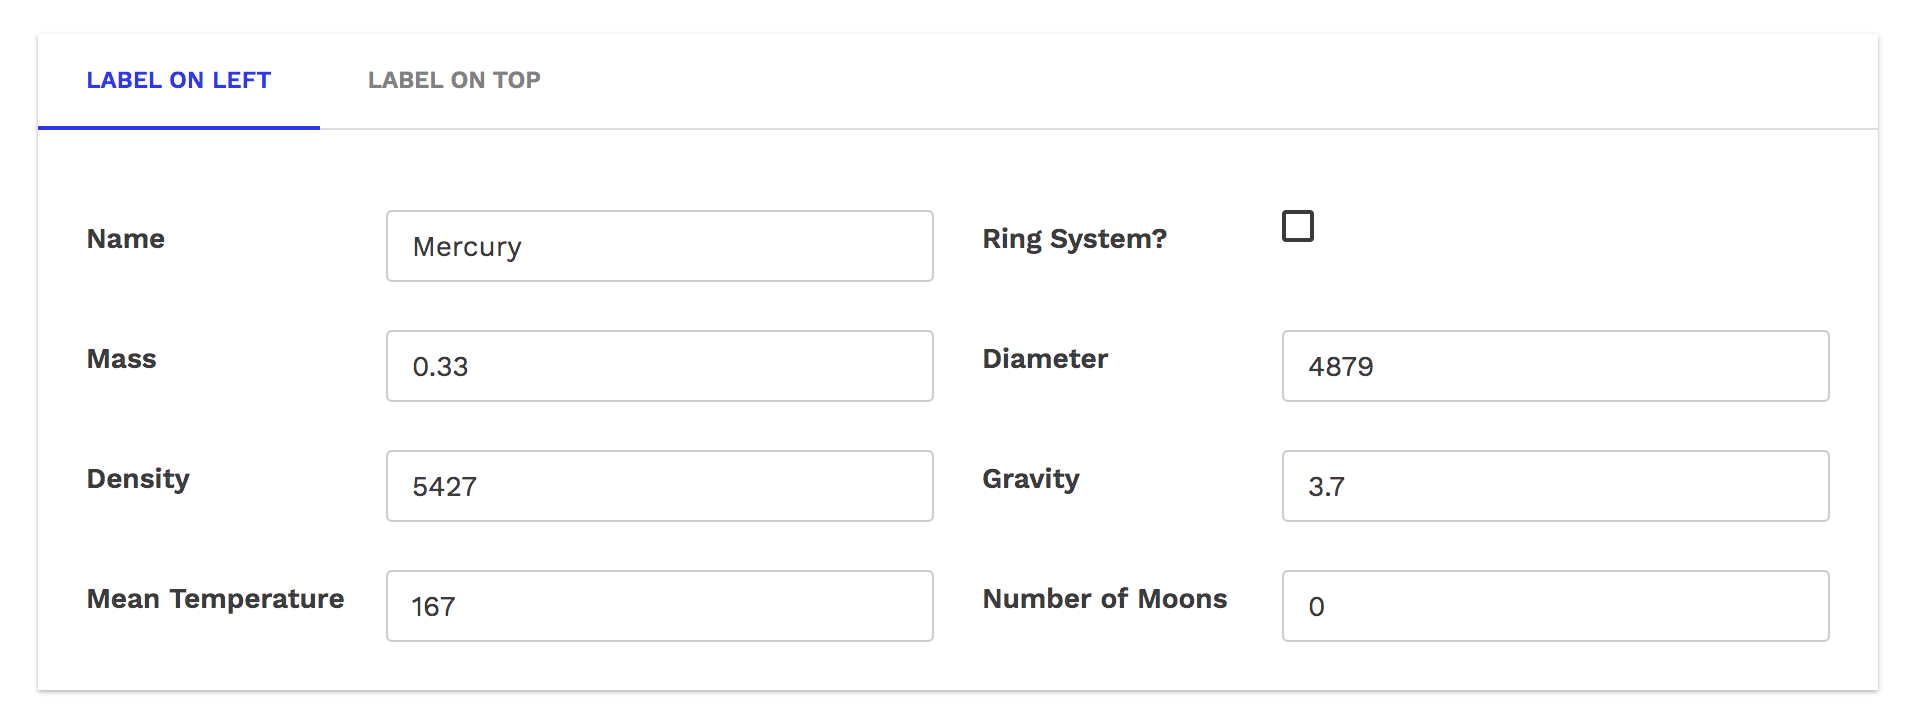 LABEL ON LEFT LABEL ON TOP
Name Mercury Ring System?
Mass 0.33 Diameter 4879
Density 5427 Gravity 3.7
Mean Temperature 167 Number of Moons 0